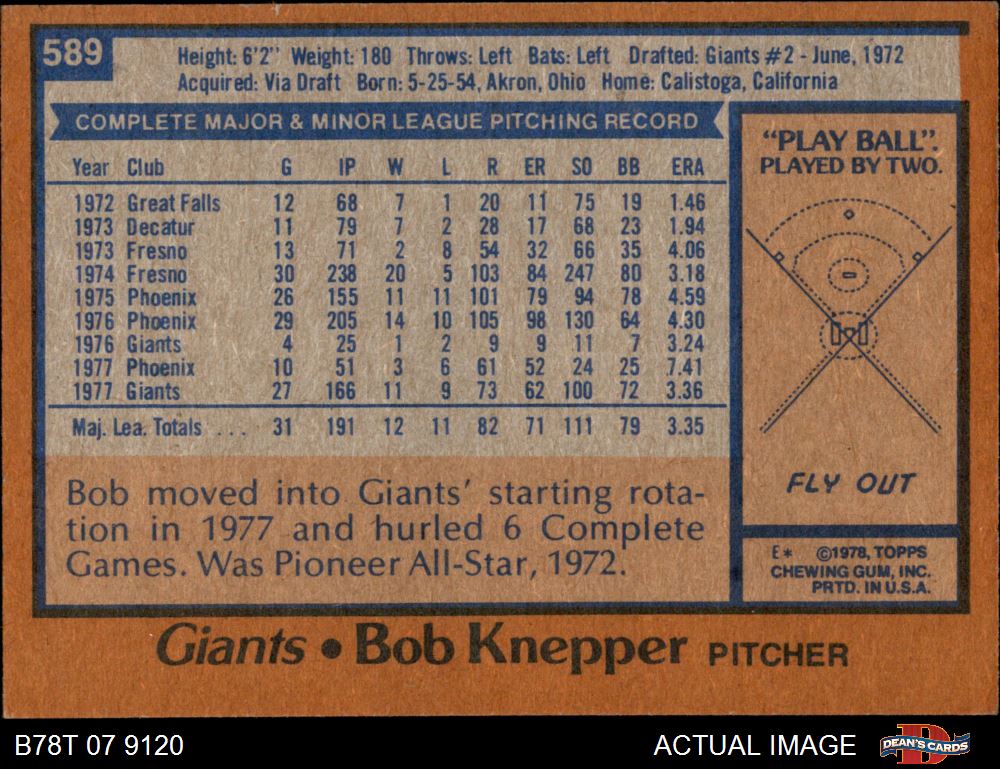 589
Height: 6'2" Weight: 180 Throws: Left Bats: Left Drafted: Giants #2 - June, 1972
Acquired: Via Draft Born: 5-25-54, Akron, Ohio Home: Calistoga, California
COMPLETE MAJOR & MINOR LEAGUE PITCHING RECORD
Year Club G IP W L R ER SO BB ERA
1972 Great Falls 12 68 7 1 20 11 75 19 1.46
1973 Decatur 11 79 7 2 28 17 68 23 1.94
1973 Fresno 13 71 2 8 54 32 66 35 4.06
1974 Fresno 30 238 20 5 103 84 247 80 3.18
1975 Phoenix 26 155 11 11 101 79 94 78 4.59
1976 Phoenix 29 205 14 10 105 98 130 64 4.30
1976 Giants 4 25 1 2 9 9 11 7 3.24
1977 Phoenix 10 51 3 6 61 52 24 25 7.41
1977 Giants 27 166 11 9 73 62 100 72 3.36
Maj. Lea. Totals ... 31 191 12 11 82 71 111 79 3.35
Bob moved into Giants' starting rota-
tion in 1977 and hurled 6 Complete
Games. Was Pioneer All-Star, 1972.
"PLAY BALL".
PLAYED BY TWO.
FLY OUT
E* ©1978, TOPPS
CHEWING GUM, INC.
PRTD. IN U.S.A.
Giants • Bob Knepper PITCHER
B78T 07 9120
ACTUAL IMAGE
DEAN'S CARDS